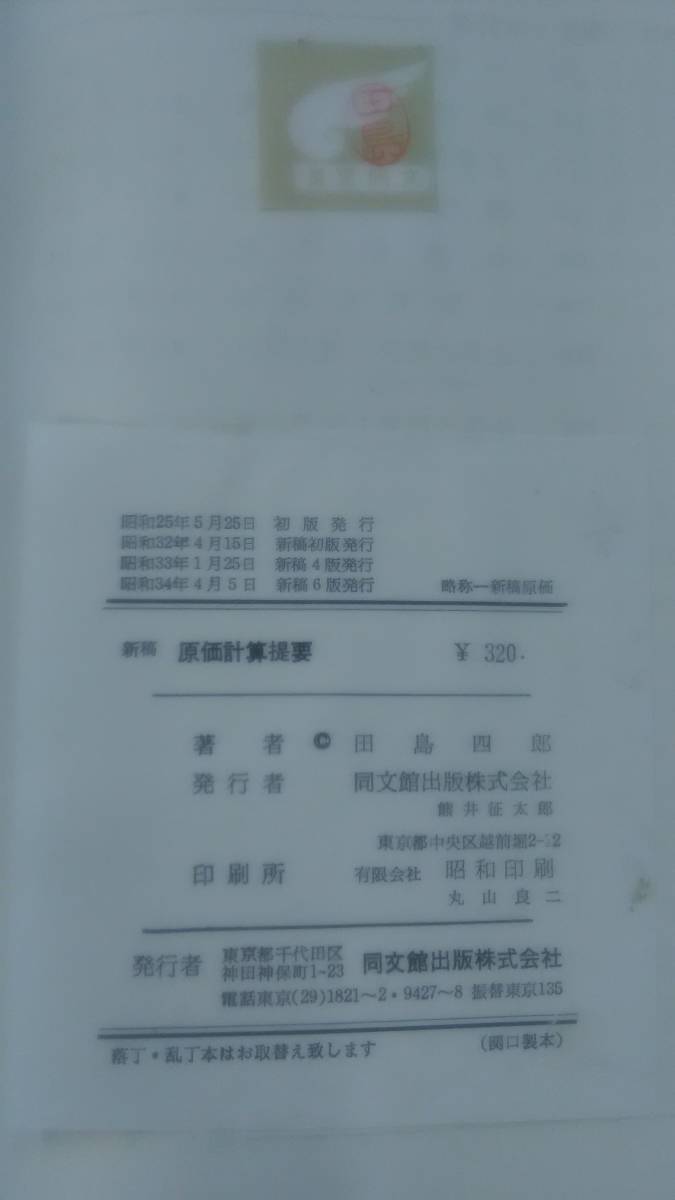 昭和25年5月25日 初版発行
昭和32年4月15日 新稿初版発行
昭和33年1月25日 新稿4版発行
昭和34年4月5日 新稿6版発行 略称―新稿原価
新稿 原価計算提要 ¥ 320.
著者 © 田島四郎
発行者 同文館出版株式会社
熊井征太郎
東京都中央区越前堀
印刷所 有限会社 昭和印刷
丸山良二
発行者 東京都千代田区
神田神保町1~23 同文館出版株式会社
電話東京(29)1821~2・9427~8 振替東京135
落丁・乱丁本はお取替え致します (関口製本)